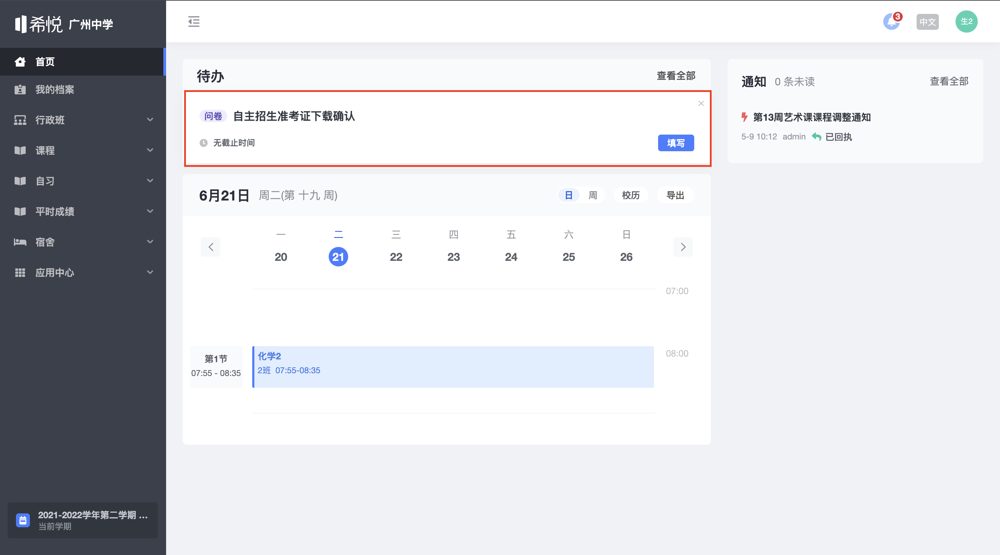 希悦 广州中学
首页
我的档案
行政班
课程
自习
平时成绩
宿舍
应用中心
2021-2022学年第二学期 ...
当前学期
3
中文
生2
待办
查看全部
问卷 自主招生准考证下载确认
无截止时间
填写
通知 0 条未读
查看全部
第13周艺术课课程调整通知
5-9 10:12 admin 已回执
6月21日 周二(第 十九 周)
日 周 校历 导出
一 二 三 四 五 六 日
20 21 22 23 24 25 26
07:00
08:00
第1节
07:55 - 08:35
化学2
2班 07:55-08:35